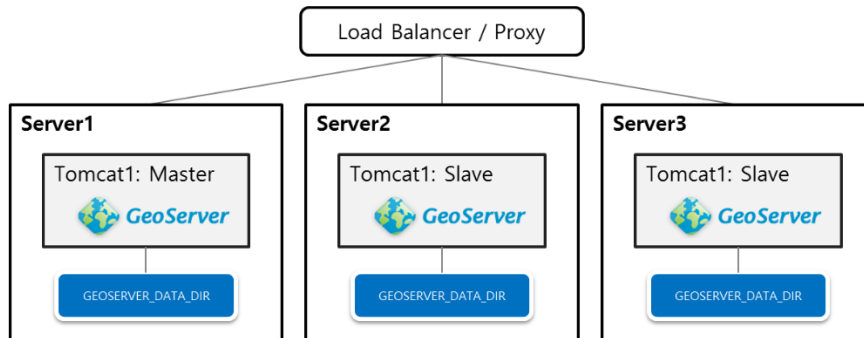 Load Balancer / Proxy
Server1
Tomcat1: Master
GeoServer
GEOSERVER_DATA_DIR
Server2
Tomcat1: Slave
GeoServer
GEOSERVER_DATA_DIR
Server3
Tomcat1: Slave
GeoServer
GEOSERVER_DATA_DIR